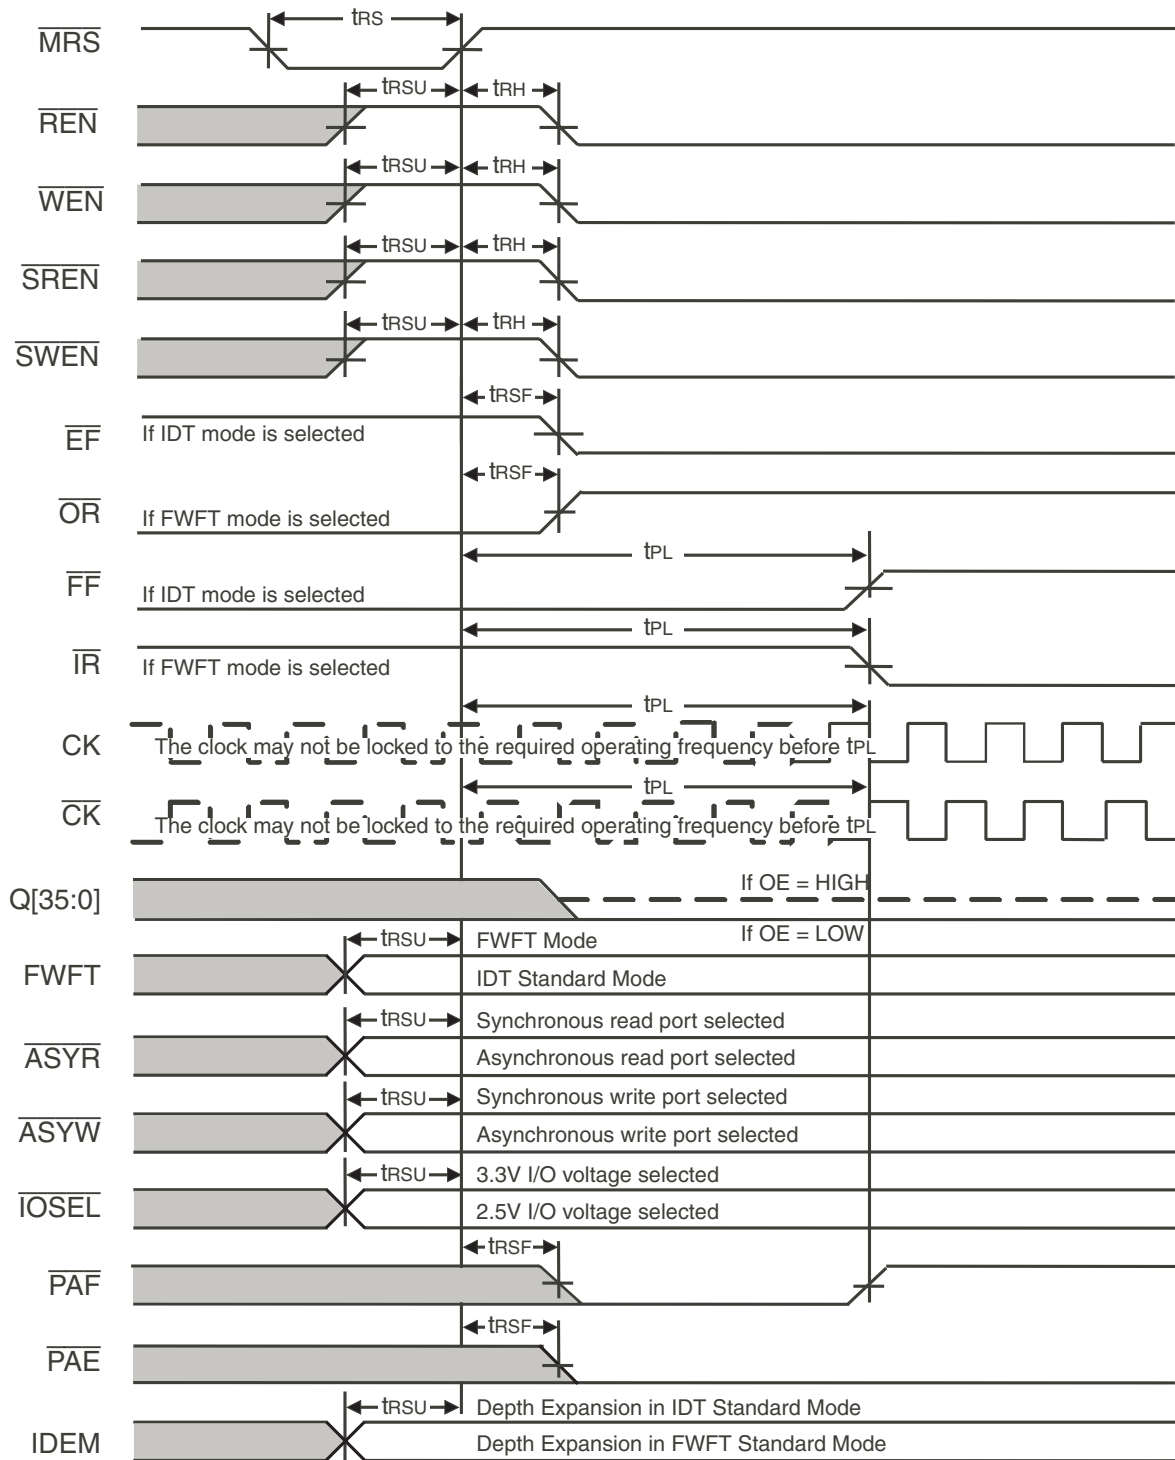 tRS
MRS
tRSU tRH
REN
tRSU tRH
WEN
tRSU tRH
SREN
tRSU tRH
SWEN
tRSF
EF If IDT mode is selected
tRSF
OR If FWFT mode is selected
tPL
FF If IDT mode is selected
tPL
IR If FWFT mode is selected
tPL
CK The clock may not be locked to the required operating frequency before tPL
tPL
CK The clock may not be locked to the required operating frequency before tPL
If OE = HIGH
Q[35:0]
If OE = LOW
tRSU FWFT Mode
FWFT IDT Standard Mode
tRSU Synchronous read port selected
ASYR Asynchronous read port selected
tRSU Synchronous write port selected
ASYW Asynchronous write port selected
tRSU 3.3V I/O voltage selected
IOSEL 2.5V I/O voltage selected
tRSF
PAF
tRSF
PAE
tRSU Depth Expansion in IDT Standard Mode
IDEM Depth Expansion in FWFT Standard Mode